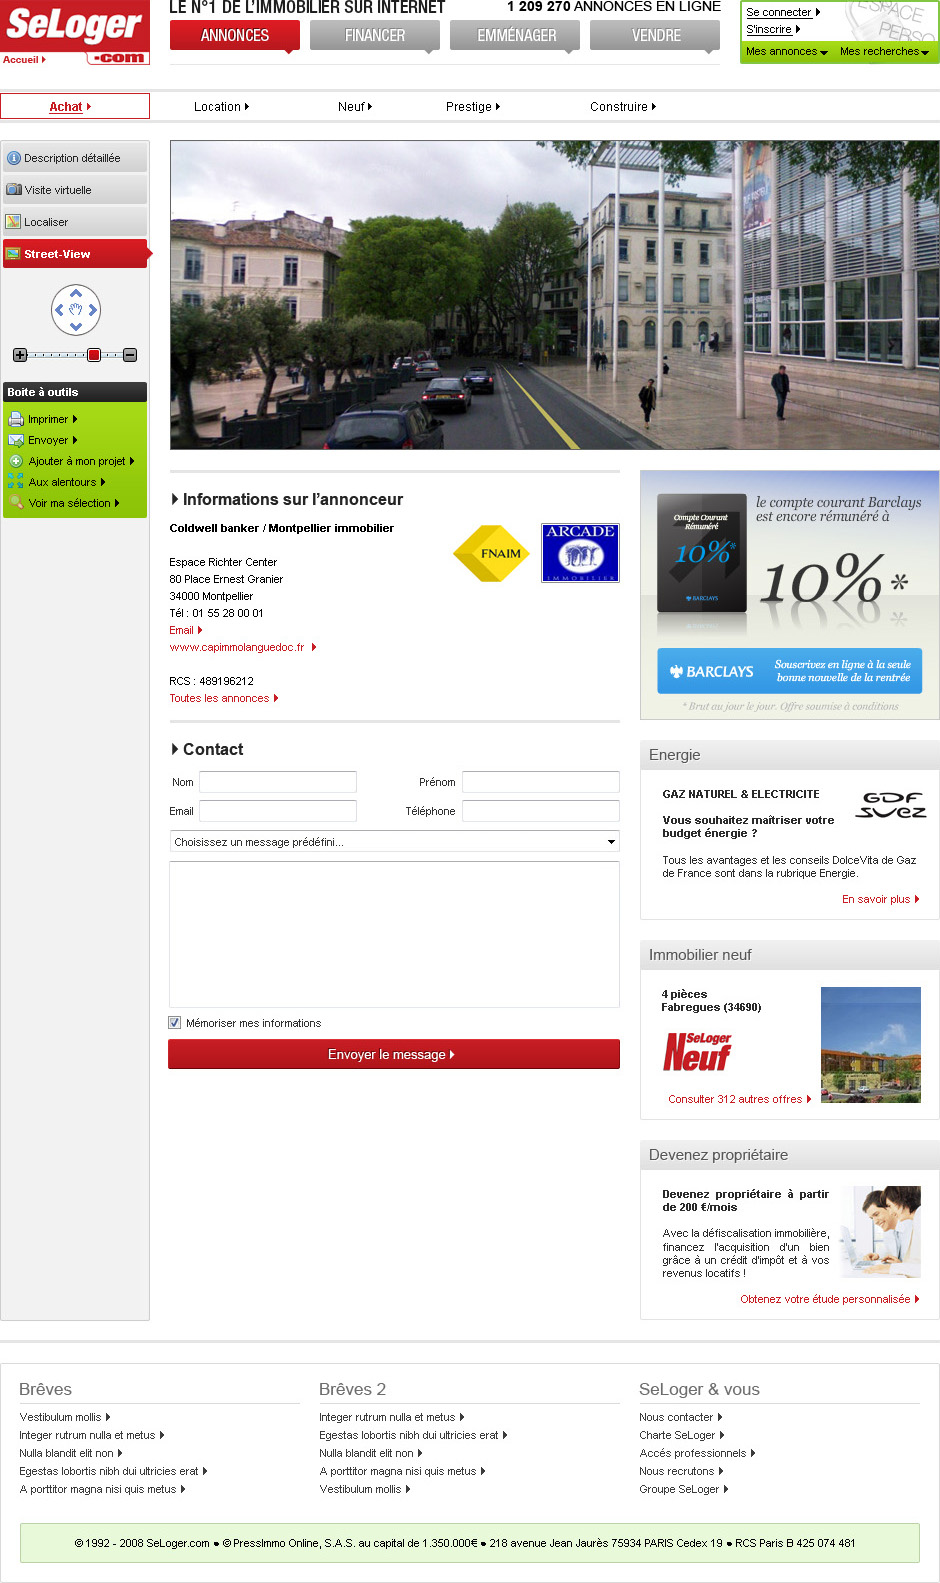 SeLoger
.com
Accueil
LE N°1 DE L'IMMOBILIER SUR INTERNET
1 209 270 ANNONCES EN LIGNE
ANNONCES
FINANCER
EMMÉNAGER
VENDRE
Se connecter
S'inscrire
ESPACE
PERSO
Mes annonces
Mes recherches
Achat
Location
Neuf
Prestige
Construire
Description détaillée
Visite virtuelle
Localiser
Street-View
Boite à outils
Imprimer
Envoyer
Ajouter à mon projet
Aux alentours
Voir ma sélection
Informations sur l'annonceur
Coldwell banker / Montpellier immobilier
Espace Richter Center
80 Place Ernest Granier
34000 Montpellier
Tél : 01 55 28 00 01
Email
www.capimmolanguedoc.fr
RCS : 489196212
Toutes les annonces
FNAIM
ARCADE
IMMOBILIER
Contact
Nom
Prénom
Email
Téléphone
Choisissez un message prédéfini...
Mémoriser mes informations
Envoyer le message
Compte Courant
Rémunéré
10%*
BARCLAYS
le compte courant Barclays
est encore rémunéré à
10%*
BARCLAYS
Souscrivez en ligne à la seule
bonne nouvelle de la rentrée
* Brut au jour le jour. Offre soumise à conditions
Energie
GAZ NATUREL & ELECTRICITE
GDF
SUEZ
Vous souhaitez maîtriser votre
budget énergie ?
Tous les avantages et les conseils DolceVita de Gaz
de France sont dans la rubrique Energie.
En savoir plus
Immobilier neuf
4 pièces
Fabregues (34690)
SeLoger
Neuf
Consulter 312 autres offres
Devenez propriétaire
Devenez propriétaire à partir
de 200 €/mois
Avec la défiscalisation immobilière,
financez l'acquisition d'un bien
grâce à un crédit d'impôt et à vos
revenus locatifs !
Obtenez votre étude personnalisée
Brêves
Vestibulum mollis
Integer rutrum nulla et metus
Nulla blandit elit non
Egestas lobortis nibh dui ultricies erat
A porttitor magna nisi quis metus
Brêves 2
Integer rutrum nulla et metus
Egestas lobortis nibh dui ultricies erat
Nulla blandit elit non
A porttitor magna nisi quis metus
Vestibulum mollis
SeLoger & vous
Nous contacter
Charte SeLoger
Accés professionnels
Nous recrutons
Groupe SeLoger
© 1992 - 2008 SeLoger.com ● © PressImmo Online, S.A.S. au capital de 1.350.000€ ● 218 avenue Jean Jaurès 75934 PARIS Cedex 19 ● RCS Paris B 425 074 481